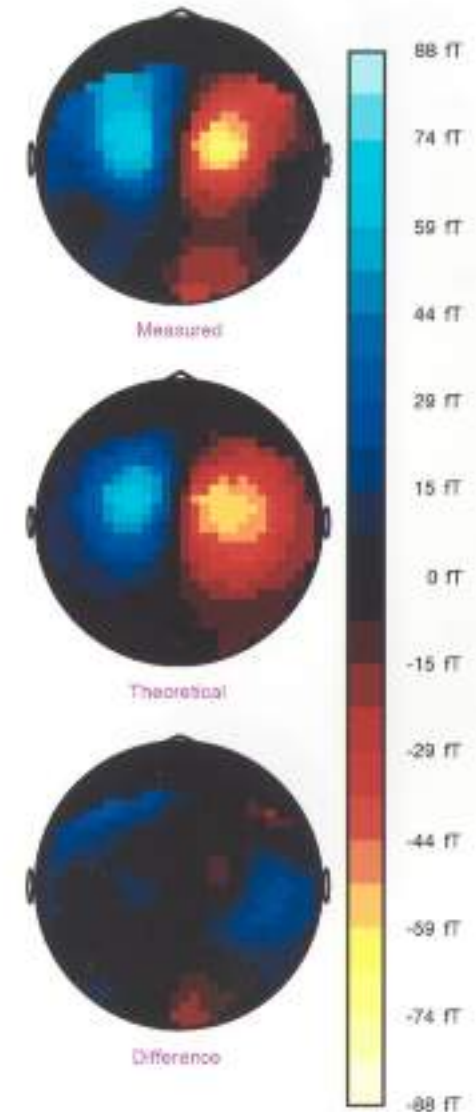 Measured
Theoretical
Difference
88 fT
74 fT
59 fT
44 fT
29 fT
15 fT
0 fT
-15 fT
-29 fT
-44 fT
-59 fT
-74 fT
-88 fT